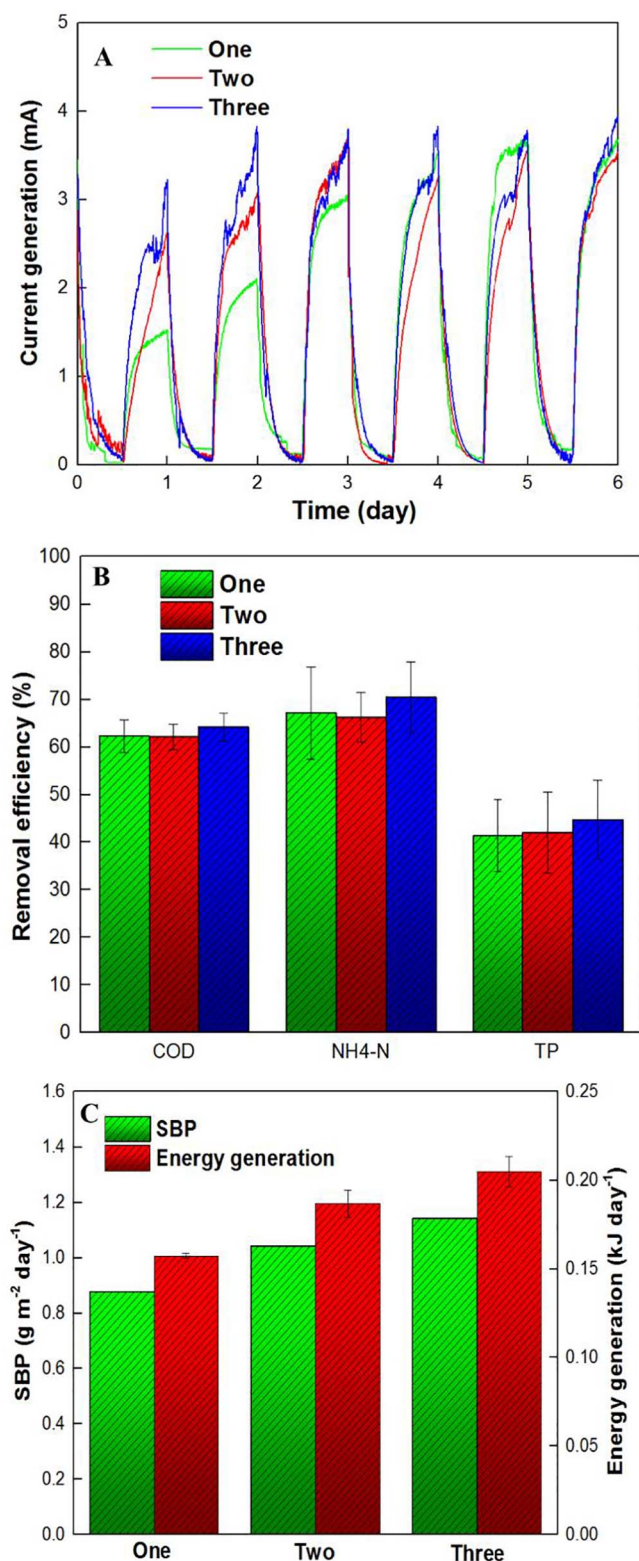 A
One
Two
Three
5
4
3
2
1
0
Current generation (mA)
0 1 2 3 4 5 6
Time (day)
B
One
Two
Three
100
90
80
70
60
50
40
30
20
10
0
Removal efficiency (%)
COD NH4-N TP
C
SBP
Energy generation
1.6
1.4
1.2
1.0
0.8
0.6
0.4
0.2
0.0
SBP (g m⁻² day⁻¹)
0.25
0.20
0.15
0.10
0.05
0.00
Energy generation (kJ day⁻¹)
One Two Three